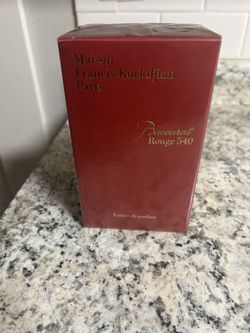 Maison
Francis Kurkdjian
Paris
Baccarat
Rouge 540
Extrait de parfum